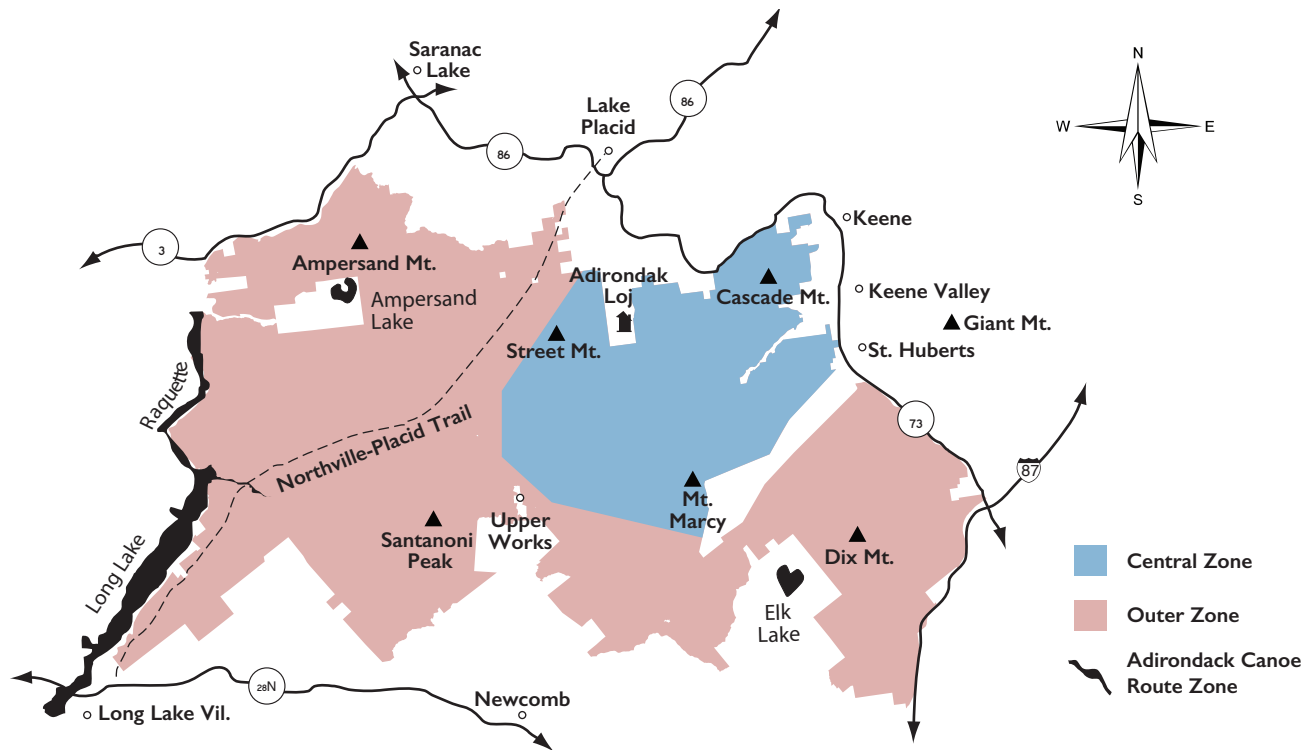 Saranac
Lake
Lake
Placid
86
86
3
N
W
E
S
Keene
Ampersand Mt.
Ampersand
Lake
Adirondak
Loj
Cascade Mt.
Keene Valley
Giant Mt.
Street Mt.
St. Huberts
Raquette
Northville-Placid Trail
73
87
Mt.
Marcy
Santanoni
Peak
Upper
Works
Dix Mt.
Long Lake
Elk
Lake
Central Zone
Outer Zone
Adirondack Canoe
Route Zone
28N
Long Lake Vil.
Newcomb